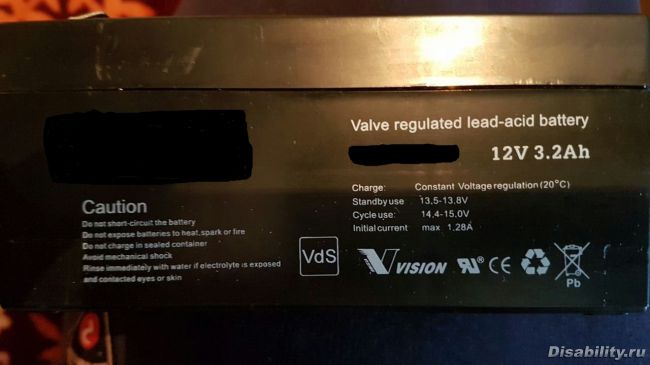 Valve regulated lead-acid battery
12V 3.2Ah
Charge: Constant Voltage regulation (20°C)
Standby use 13.5-13.8V
Cycle use: 14.4-15.0V
Initial current max 1.28A
Caution
Do not short-circuit the battery
Do not expose batteries to heat,spark or fire
Do not charge in sealed container
Avoid mechanical shock
Rinse immediately with water if electrolyte is exposed
and contacted eyes or skin
VdS
VISION
Pb
Disability.ru